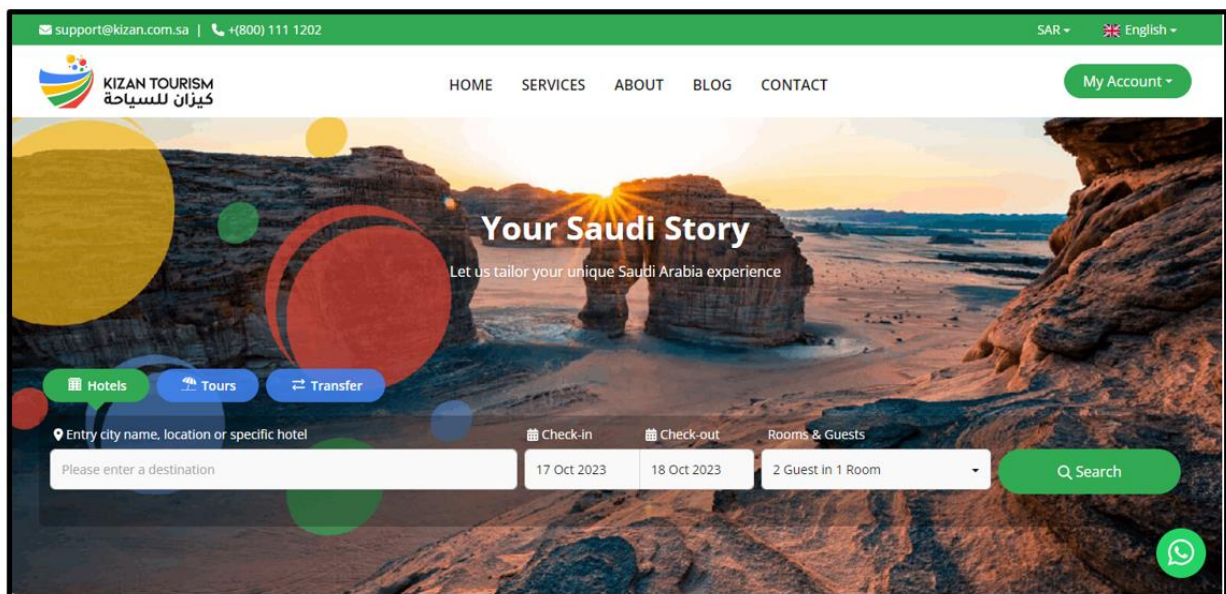 support@kizan.com.sa | +(800) 111 1202
SAR
English
KIZAN TOURISM
كيزان للسياحة
HOME SERVICES ABOUT BLOG CONTACT
My Account
Your Saudi Story
Let us tailor your unique Saudi Arabia experience
Hotels Tours Transfer
Entry city name, location or specific hotel
Check-in Check-out Rooms & Guests
Please enter a destination
17 Oct 2023 18 Oct 2023 2 Guest in 1 Room
Search